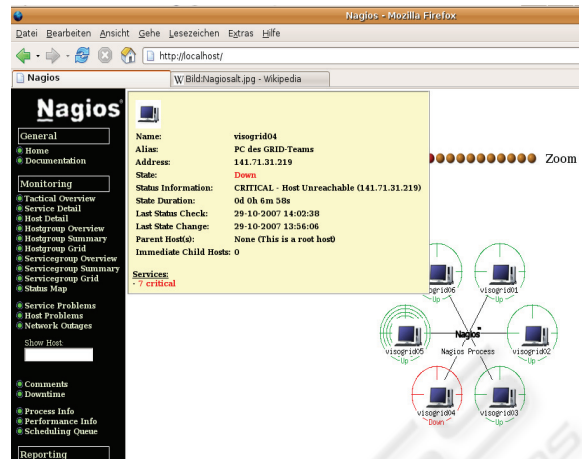 Nagios - Mozilla Firefox
Datei Bearbeiten Ansicht Gehe Lesezeichen Extras Hilfe
http://localhost/
Nagios
W Bild:Nagiosalt.jpg - Wikipedia
Nagios
General
Home
Documentation
Monitoring
Tactical Overview
Service Detail
Host Detail
Hostgroup Overview
Hostgroup Summary
Hostgroup Grid
Servicegroup Overview
Servicegroup Summary
Servicegroup Grid
Status Map
Service Problems
Host Problems
Network Outages
Show Host:
Comments
Downtime
Process Info
Performance Info
Scheduling Queue
Reporting
Name: visogrid04
Alias: PC des GRID-Teams
Address: 141.71.31.219
State: Down
Status Information: CRITICAL - Host Unreachable (141.71.31.219)
State Duration: 0d 0h 6m 58s
Last Status Check: 29-10-2007 14:02:38
Last State Change: 29-10-2007 13:56:06
Parent Host(s): None (This is a root host)
Immediate Child Hosts: 0
Services:
- 7 critical
Zoom
ogrid06
Up
visogrid01
Up
visogrid05
Up
Nagios
Nagios Process
visogrid02
Up
visogrid04
Down
visogrid03
Up